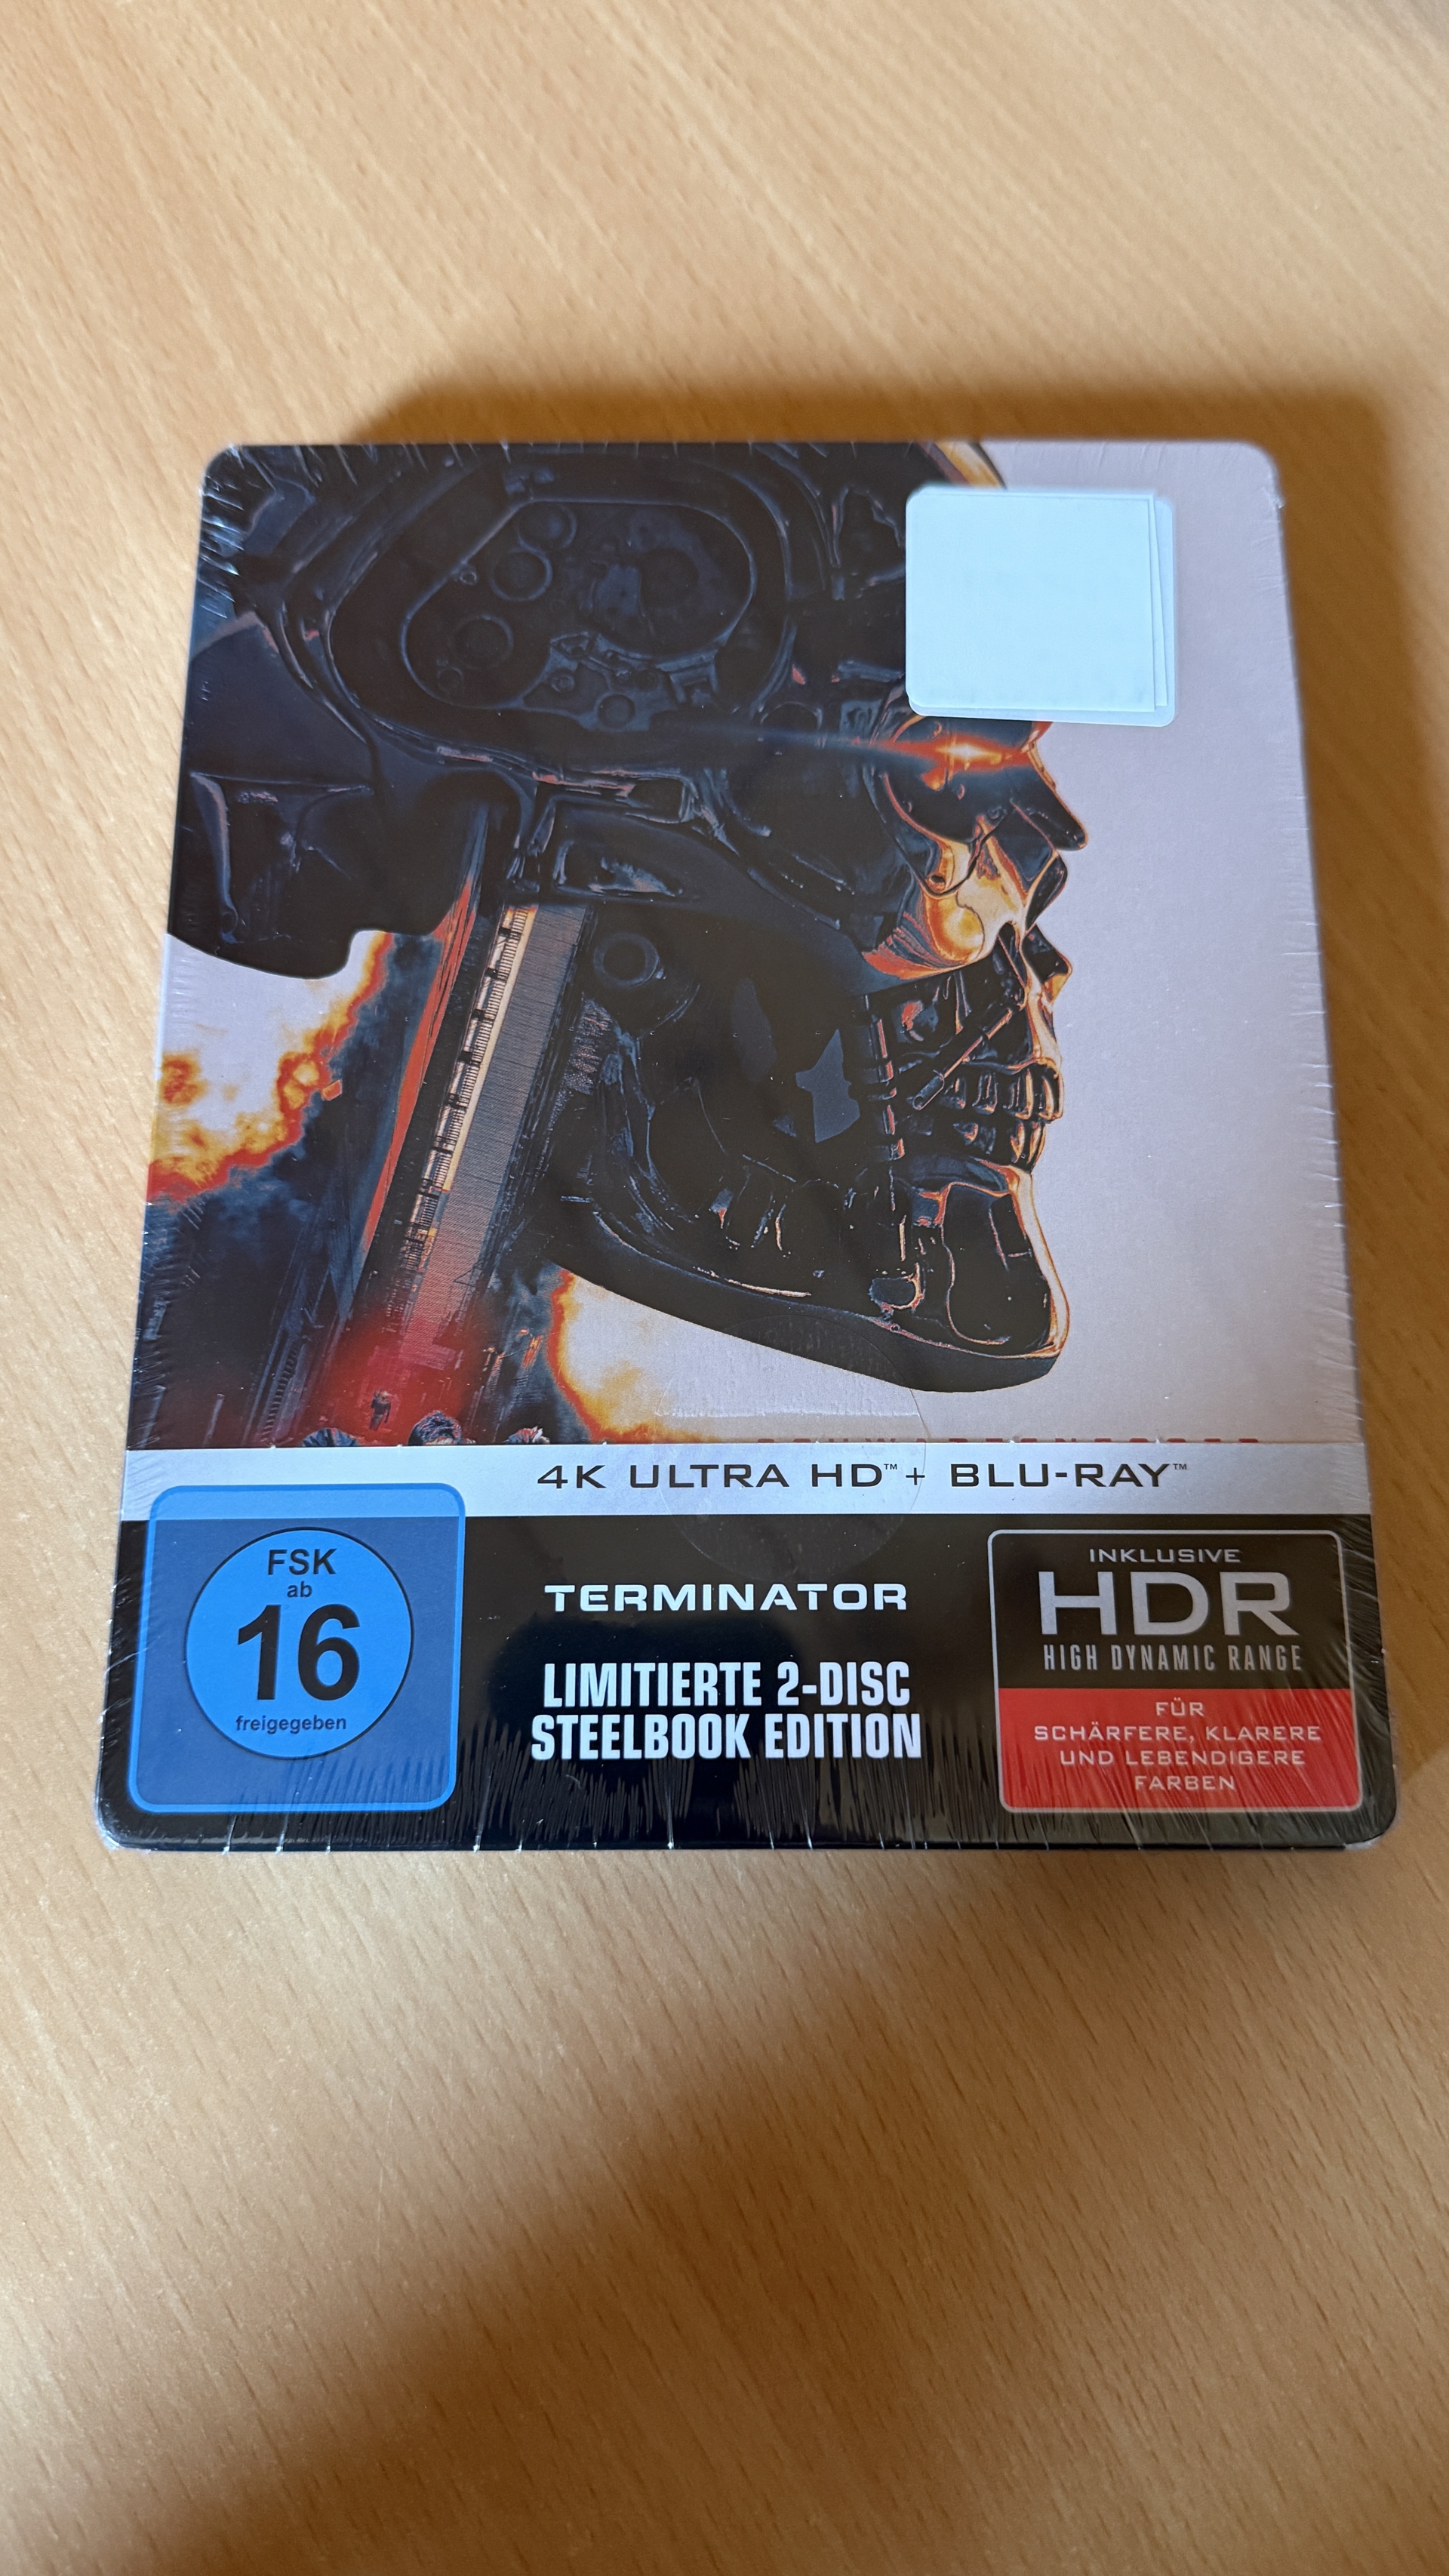 4K ULTRA HD™ + BLU-RAY™
FSK
ab
16
freigegeben
TERMINATOR
LIMITIERTE 2-DISC
STEELBOOK EDITION
INKLUSIVE
HDR
HIGH DYNAMIC RANGE
FÜR
SCHÄRFERE, KLARERE
UND LEBENDIGERE
FARBEN